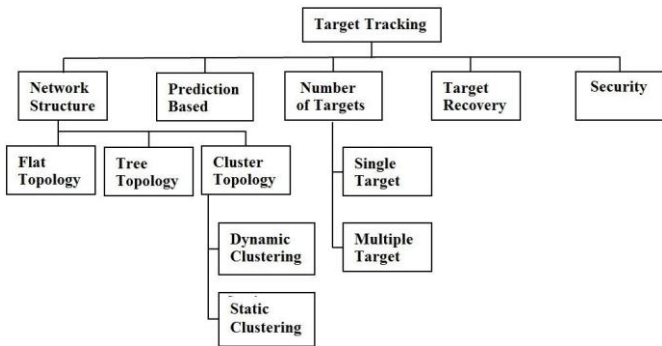 Target Tracking
Network
Structure
Prediction
Based
Number
of Targets
Target
Recovery
Security
Flat
Topology
Tree
Topology
Cluster
Topology
Single
Target
Dynamic
Clustering
Multiple
Target
Static
Clustering